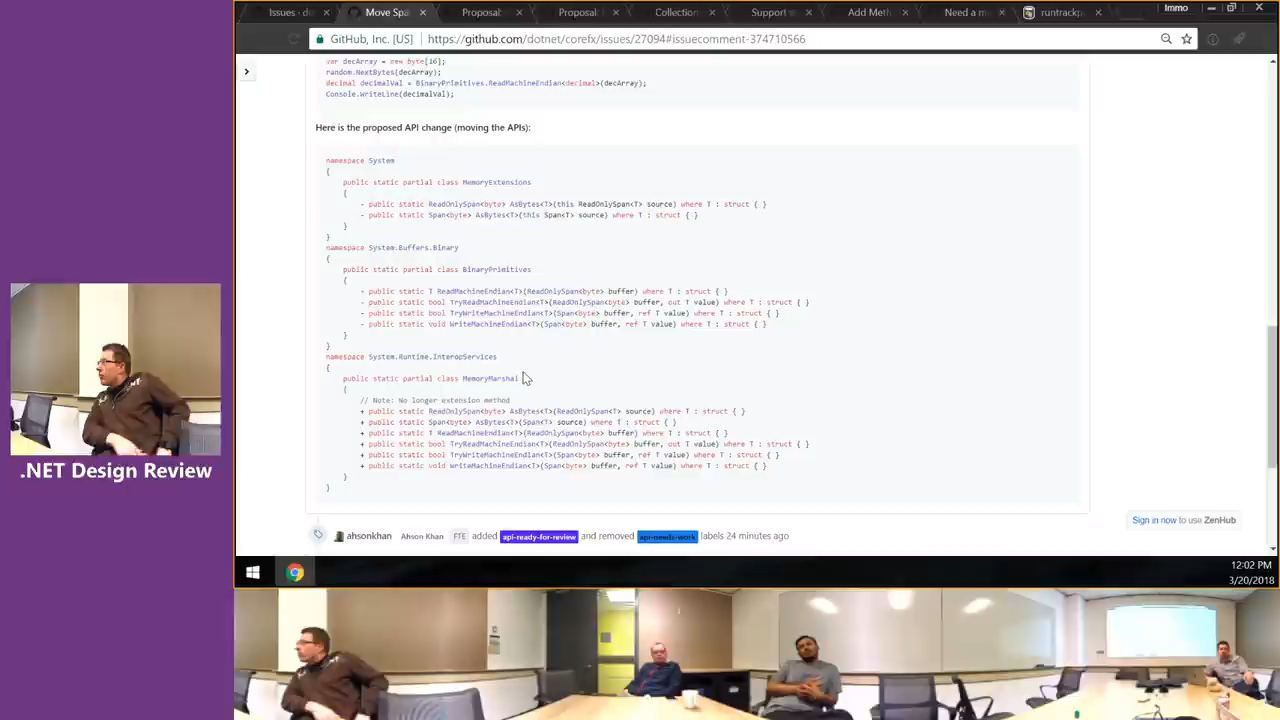 Issues - d
Move Spa
Proposal
Proposal
Collection
Support
Add Meth
Need a m
runtrackp
Immo
GitHub, Inc. [US]
https://github.com/dotnet/corefx/issues/27094#issuecomment-374710566
var decArray = new byte[16];
random.NextBytes(decArray);
decimal decimalVal = BinaryPrimitives.ReadMachineEndian<decimal>(decArray);
Console.WriteLine(decimalVal);
Here is the proposed API change (moving the APIs):
namespace System
{
public static partial class MemoryExtensions
{
- public static ReadOnlySpan<byte> AsBytes<T>(this ReadOnlySpan<T> source) where T : struct { }
- public static Span<byte> AsBytes<T>(this Span<T> source) where T : struct { }
}
}
namespace System.Buffers.Binary
{
public static partial class BinaryPrimitives
{
- public static T ReadMachineEndian<T>(ReadOnlySpan<byte> buffer) where T : struct { }
- public static bool TryReadMachineEndian<T>(ReadOnlySpan<byte> buffer, out T value) where T : struct { }
- public static bool TryWriteMachineEndian<T>(Span<byte> buffer, ref T value) where T : struct { }
- public static void WriteMachineEndian<T>(Span<byte> buffer, ref T value) where T : struct { }
}
}
namespace System.Runtime.InteropServices
{
public static partial class MemoryMarshal
{
// Note: No longer extension method
+ public static ReadOnlySpan<byte> AsBytes<T>(ReadOnlySpan<T> source) where T : struct { }
+ public static Span<byte> AsBytes<T>(Span<T> source) where T : struct { }
+ public static T ReadMachineEndian<T>(ReadOnlySpan<byte> buffer) where T : struct { }
+ public static bool TryReadMachineEndian<T>(ReadOnlySpan<byte> buffer, out T value) where T : struct { }
+ public static bool TryWriteMachineEndian<T>(Span<byte> buffer, ref T value) where T : struct { }
+ public static void WriteMachineEndian<T>(Span<byte> buffer, ref T value) where T : struct { }
}
}
Sign in now to use ZenHub
ahsonkhan Ahson Khan FTE added api-ready-for-review and removed api-needs-work labels 24 minutes ago
12:02 PM
3/20/2018
.NET Design Review